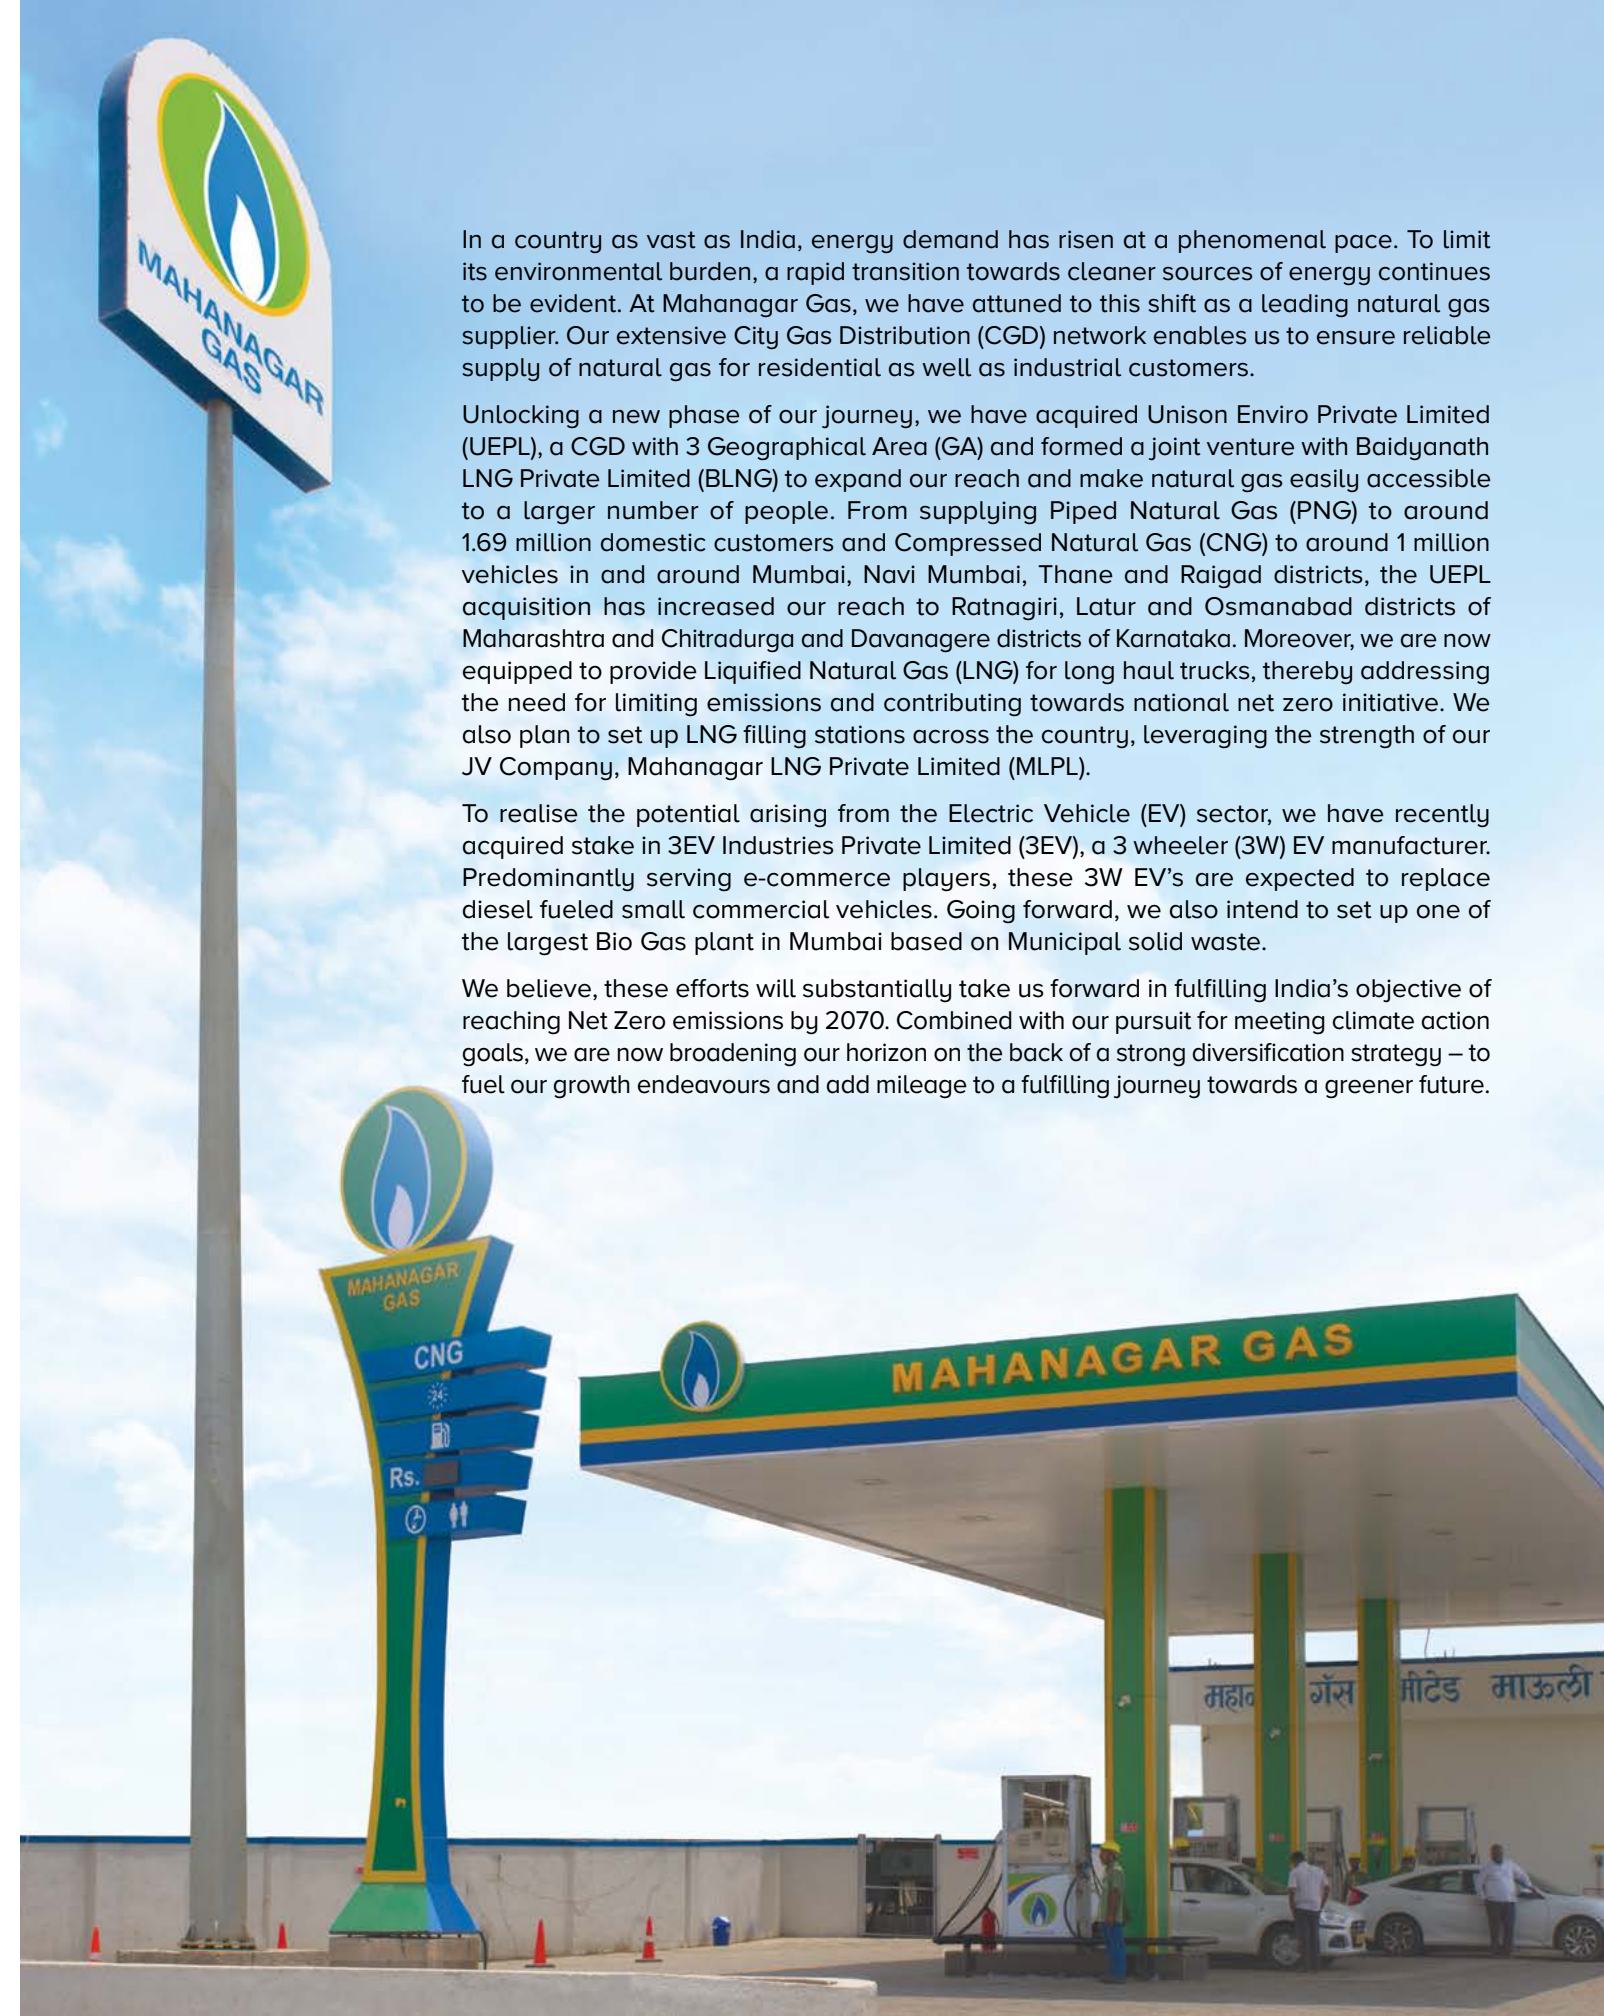 MAHANAGAR
GAS
In a country as vast as India, energy demand has risen at a phenomenal pace. To limit
its environmental burden, a rapid transition towards cleaner sources of energy continues
to be evident. At Mahanagar Gas, we have attuned to this shift as a leading natural gas
supplier. Our extensive City Gas Distribution (CGD) network enables us to ensure reliable
supply of natural gas for residential as well as industrial customers.
Unlocking a new phase of our journey, we have acquired Unison Enviro Private Limited
(UEPL), a CGD with 3 Geographical Area (GA) and formed a joint venture with Baidyanath
LNG Private Limited (BLNG) to expand our reach and make natural gas easily accessible
to a larger number of people. From supplying Piped Natural Gas (PNG) to around
1.69 million domestic customers and Compressed Natural Gas (CNG) to around 1 million
vehicles in and around Mumbai, Navi Mumbai, Thane and Raigad districts, the UEPL
acquisition has increased our reach to Ratnagiri, Latur and Osmanabad districts of
Maharashtra and Chitradurga and Davanagere districts of Karnataka. Moreover, we are now
equipped to provide Liquified Natural Gas (LNG) for long haul trucks, thereby addressing
the need for limiting emissions and contributing towards national net zero initiative. We
also plan to set up LNG filling stations across the country, leveraging the strength of our
JV Company, Mahanagar LNG Private Limited (MLPL).
To realise the potential arising from the Electric Vehicle (EV) sector, we have recently
acquired stake in 3EV Industries Private Limited (3EV), a 3 wheeler (3W) EV manufacturer.
Predominantly serving e-commerce players, these 3W EV's are expected to replace
diesel fueled small commercial vehicles. Going forward, we also intend to set up one of
the largest Bio Gas plant in Mumbai based on Municipal solid waste.
We believe, these efforts will substantially take us forward in fulfilling India's objective of
reaching Net Zero emissions by 2070. Combined with our pursuit for meeting climate action
goals, we are now broadening our horizon on the back of a strong diversification strategy – to
fuel our growth endeavours and add mileage to a fulfilling journey towards a greener future.
MAHANAGAR
GAS
CNG
24
Rs.
MAHANAGAR GAS
गॅस माऊली